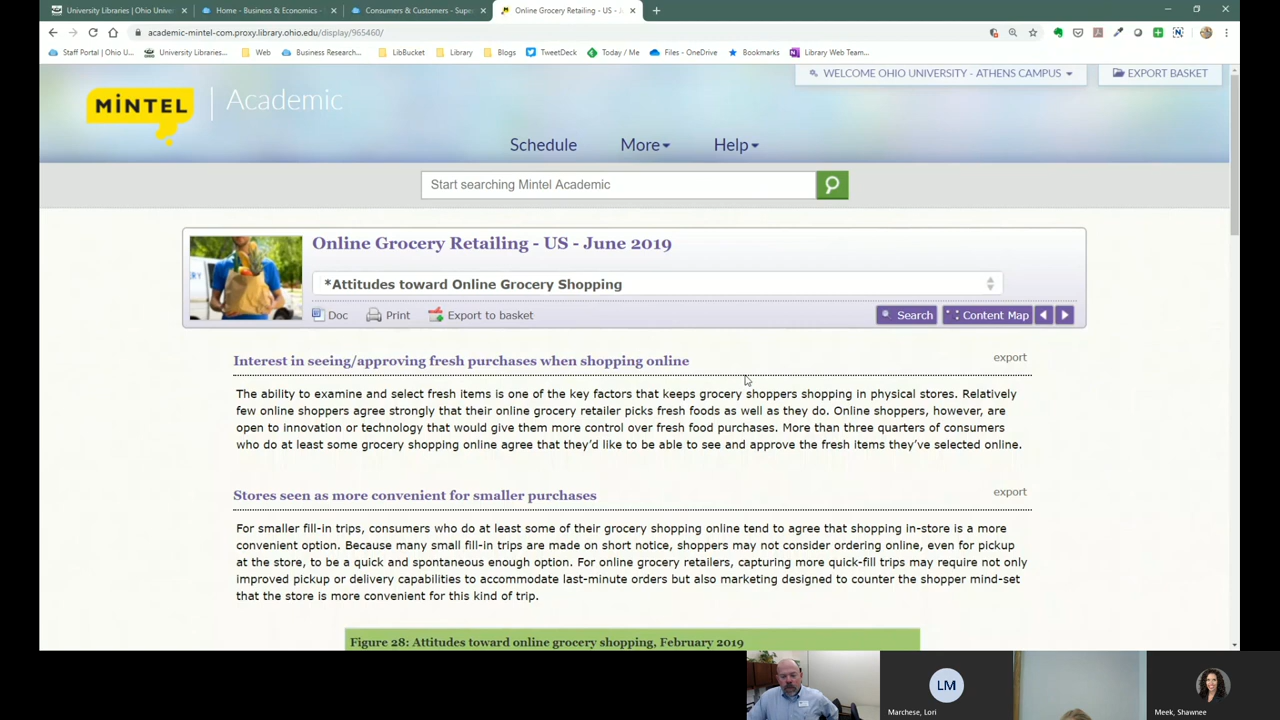 University Libraries | Ohio Univer
Home - Business & Economics -
Consumers & Customers - Supe
Online Grocery Retailing - US - J
academic-mintel-com.proxy.library.ohio.edu/display/965460/
Staff Portal | Ohio U...
University Libraries...
Web
Business Research...
LibBucket
Library
Blogs
TweetDeck
Today / Me
Files - OneDrive
Bookmarks
Library Web Team...
WELCOME OHIO UNIVERSITY - ATHENS CAMPUS
EXPORT BASKET
MINTEL
Academic
Schedule
More
Help
Start searching Mintel Academic
Online Grocery Retailing - US - June 2019
*Attitudes toward Online Grocery Shopping
Doc
Print
Export to basket
Search
Content Map
Interest in seeing/approving fresh purchases when shopping online
export
The ability to examine and select fresh items is one of the key factors that keeps grocery shoppers shopping in physical stores. Relatively
few online shoppers agree strongly that their online grocery retailer picks fresh foods as well as they do. Online shoppers, however, are
open to innovation or technology that would give them more control over fresh food purchases. More than three quarters of consumers
who do at least some grocery shopping online agree that they'd like to be able to see and approve the fresh items they've selected online.
Stores seen as more convenient for smaller purchases
export
For smaller fill-in trips, consumers who do at least some of their grocery shopping online tend to agree that shopping in-store is a more
convenient option. Because many small fill-in trips are made on short notice, shoppers may not consider ordering online, even for pickup
at the store, to be a quick and spontaneous enough option. For online grocery retailers, capturing more quick-fill trips may require not only
improved pickup or delivery capabilities to accommodate last-minute orders but also marketing designed to counter the shopper mind-set
that the store is more convenient for this kind of trip.
Figure 28: Attitudes toward online grocery shopping, February 2019
LM
Marchese, Lori
Meek, Shawnee